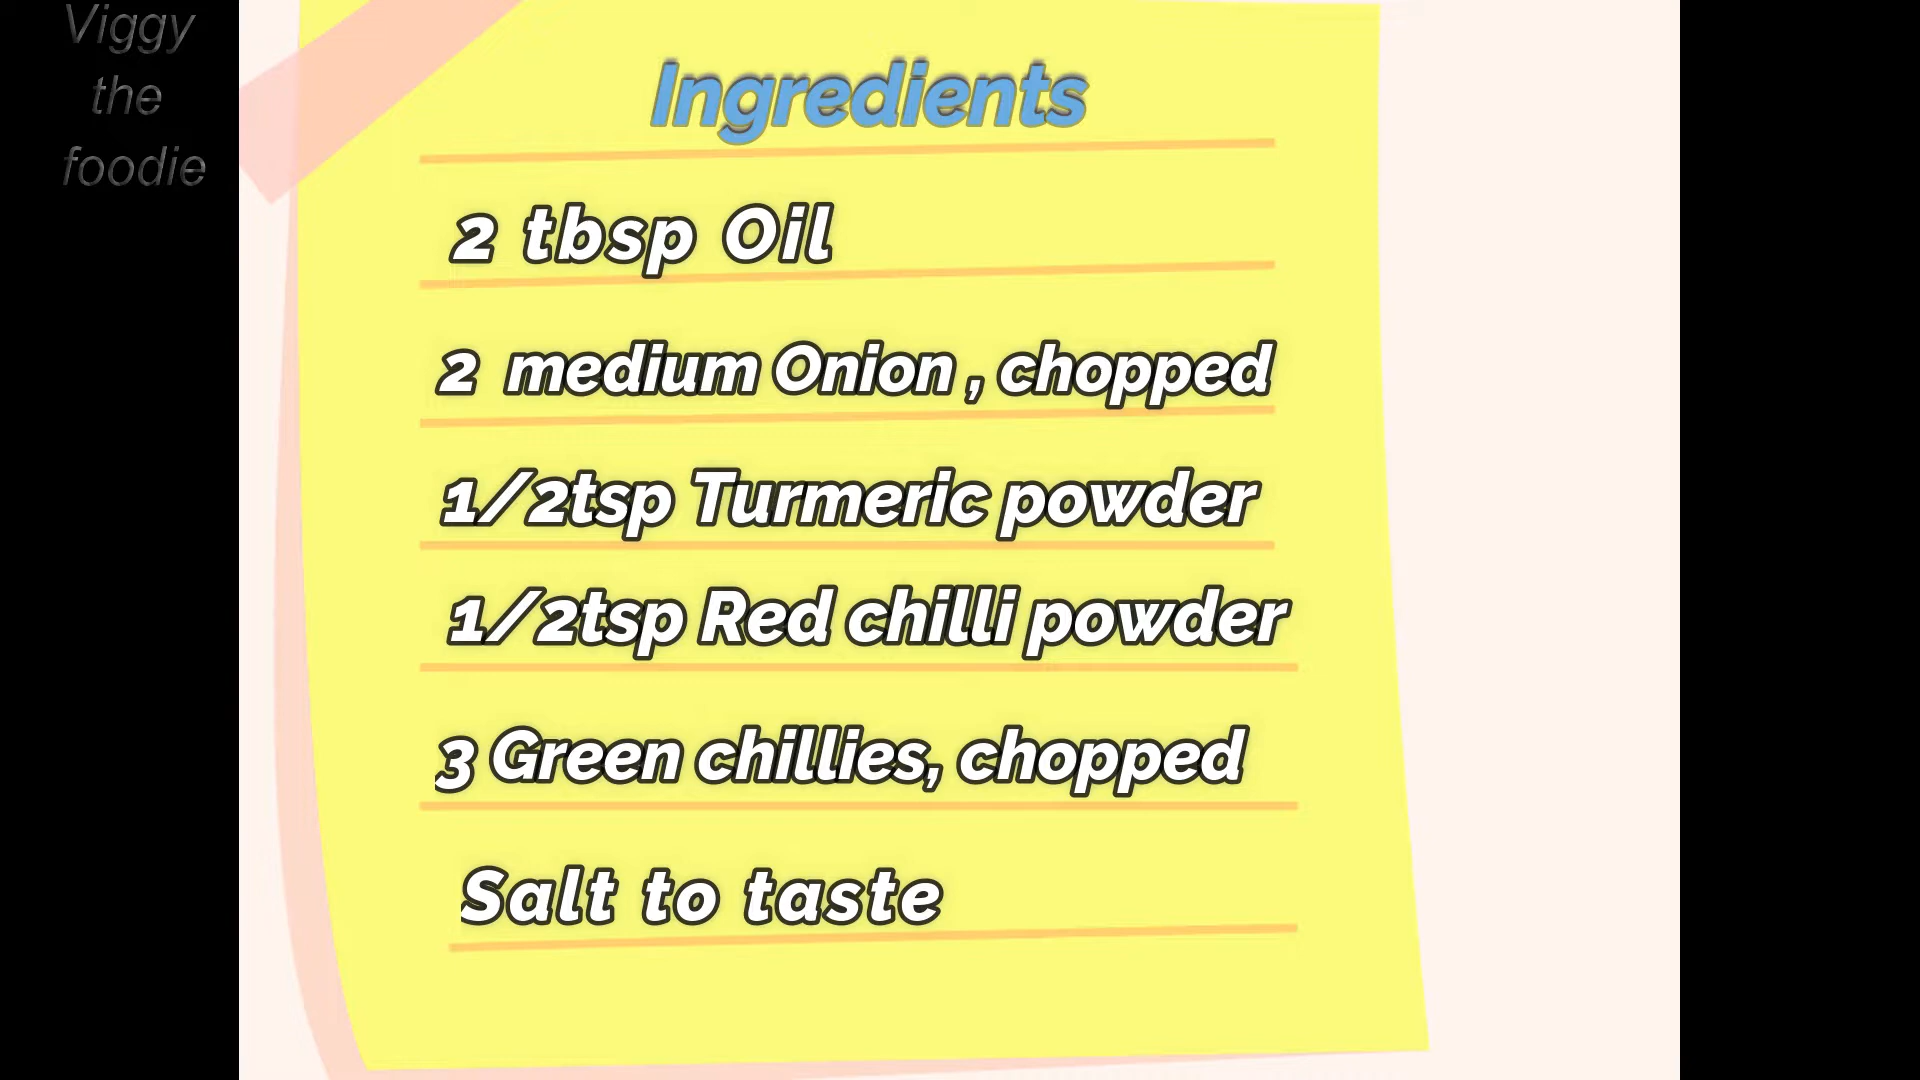 Viggy
the
foodie
Ingredients
2 tbsp Oil
2 medium Onion , chopped
1/2tsp Turmeric powder
1/2tsp Red chilli powder
3 Green chillies, chopped
Salt to taste